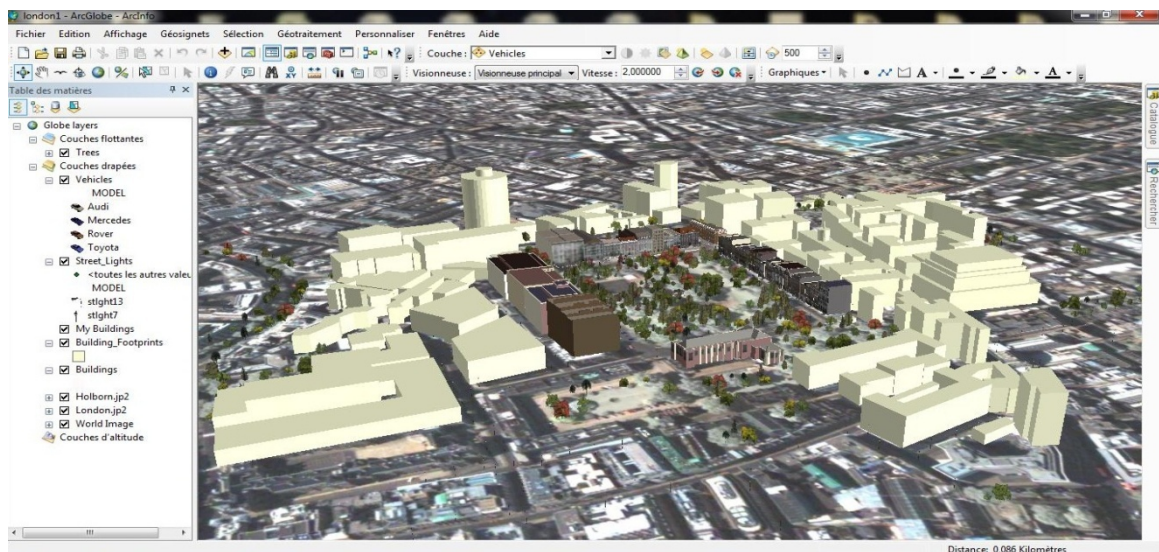 london1 - ArcGlobe - ArcInfo
Fichier Edition Affichage Géosignets Sélection Géotraitement Personnaliser Fenêtres Aide
Couche : Vehicles 500
Visionneuse : Visionneuse principal Vitesse : 2,000000 Graphiques A A
Table des matières
Globe layers
Couches flottantes
Trees
Couches drapées
Vehicles
MODEL
Audi
Mercedes
Rover
Toyota
Street_Lights
<toutes les autres valeu
MODEL
stlght13
stlght7
My Buildings
Building_Footprints
Buildings
Holborn.jp2
London.jp2
World Image
Couches d'altitude
Catalogue
Rechercher
Distance: 0,086 Kilomètres